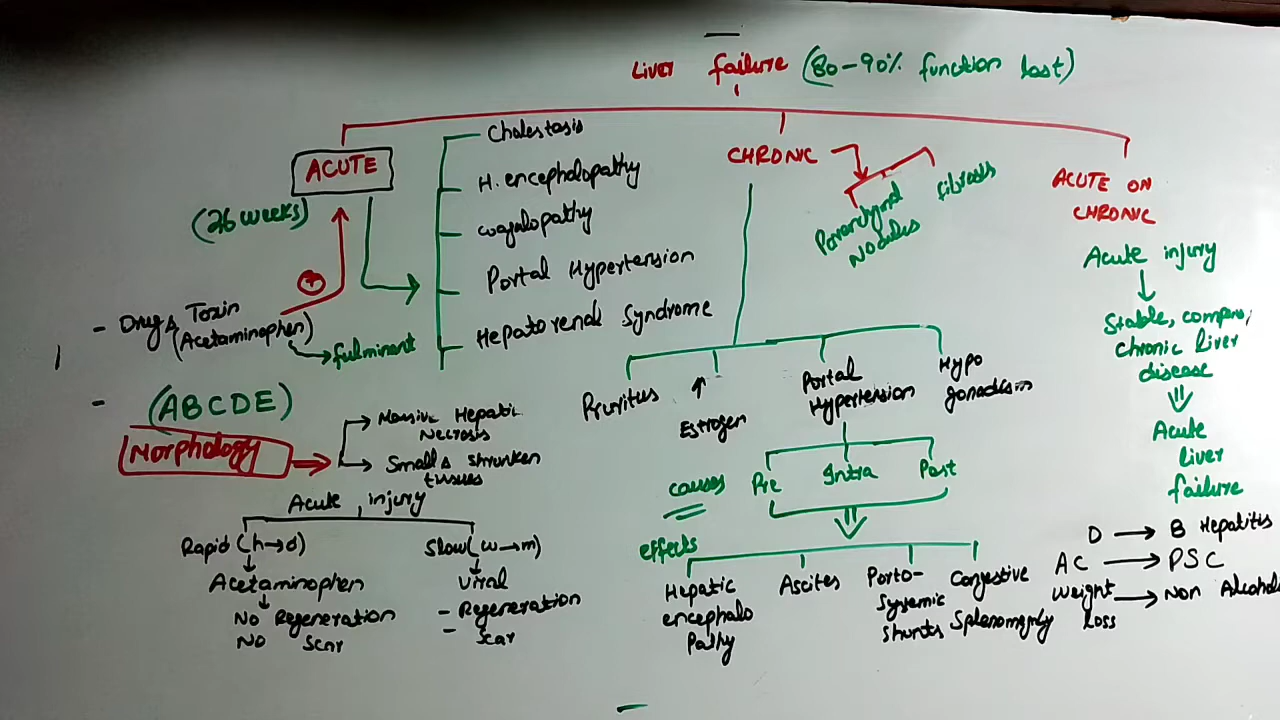 Liver failure (80-90% function lost)
ACUTE
(26 weeks)
- Drug, Toxin
(Acetaminophen)
→ fulminant
- (ABCDE)
Cholestasis
H. encephalopathy
coagulopathy
Portal Hypertension
Hepatorenal Syndrome
Morphology
→ Massive Hepatic
Necrosis
→ Small & shrunken
tissues
Acute injury
Rapid (h→d)
Acetaminophen
No Regeneration
No Scar
Slow (w→m)
Viral
- Regeneration
- Scar
CHRONIC
Parenchymal
Nodules
fibrosis
Pruritus
↑
Estrogen
Portal
Hypertension
Hypo
gonadism
causes
Pre
Intra
Post
effects
Hepatic
encephalo
Pathy
Ascites
Porto-
Systemic
shunts
Congestive
Splenomegaly
ACUTE ON
CHRONIC
Acute injury
↓
Stable, compen,
chronic liver
disease
⇓
Acute
liver
failure
D → B Hepatitis
AC → PSC
Weight → Non Alcohol
Loss